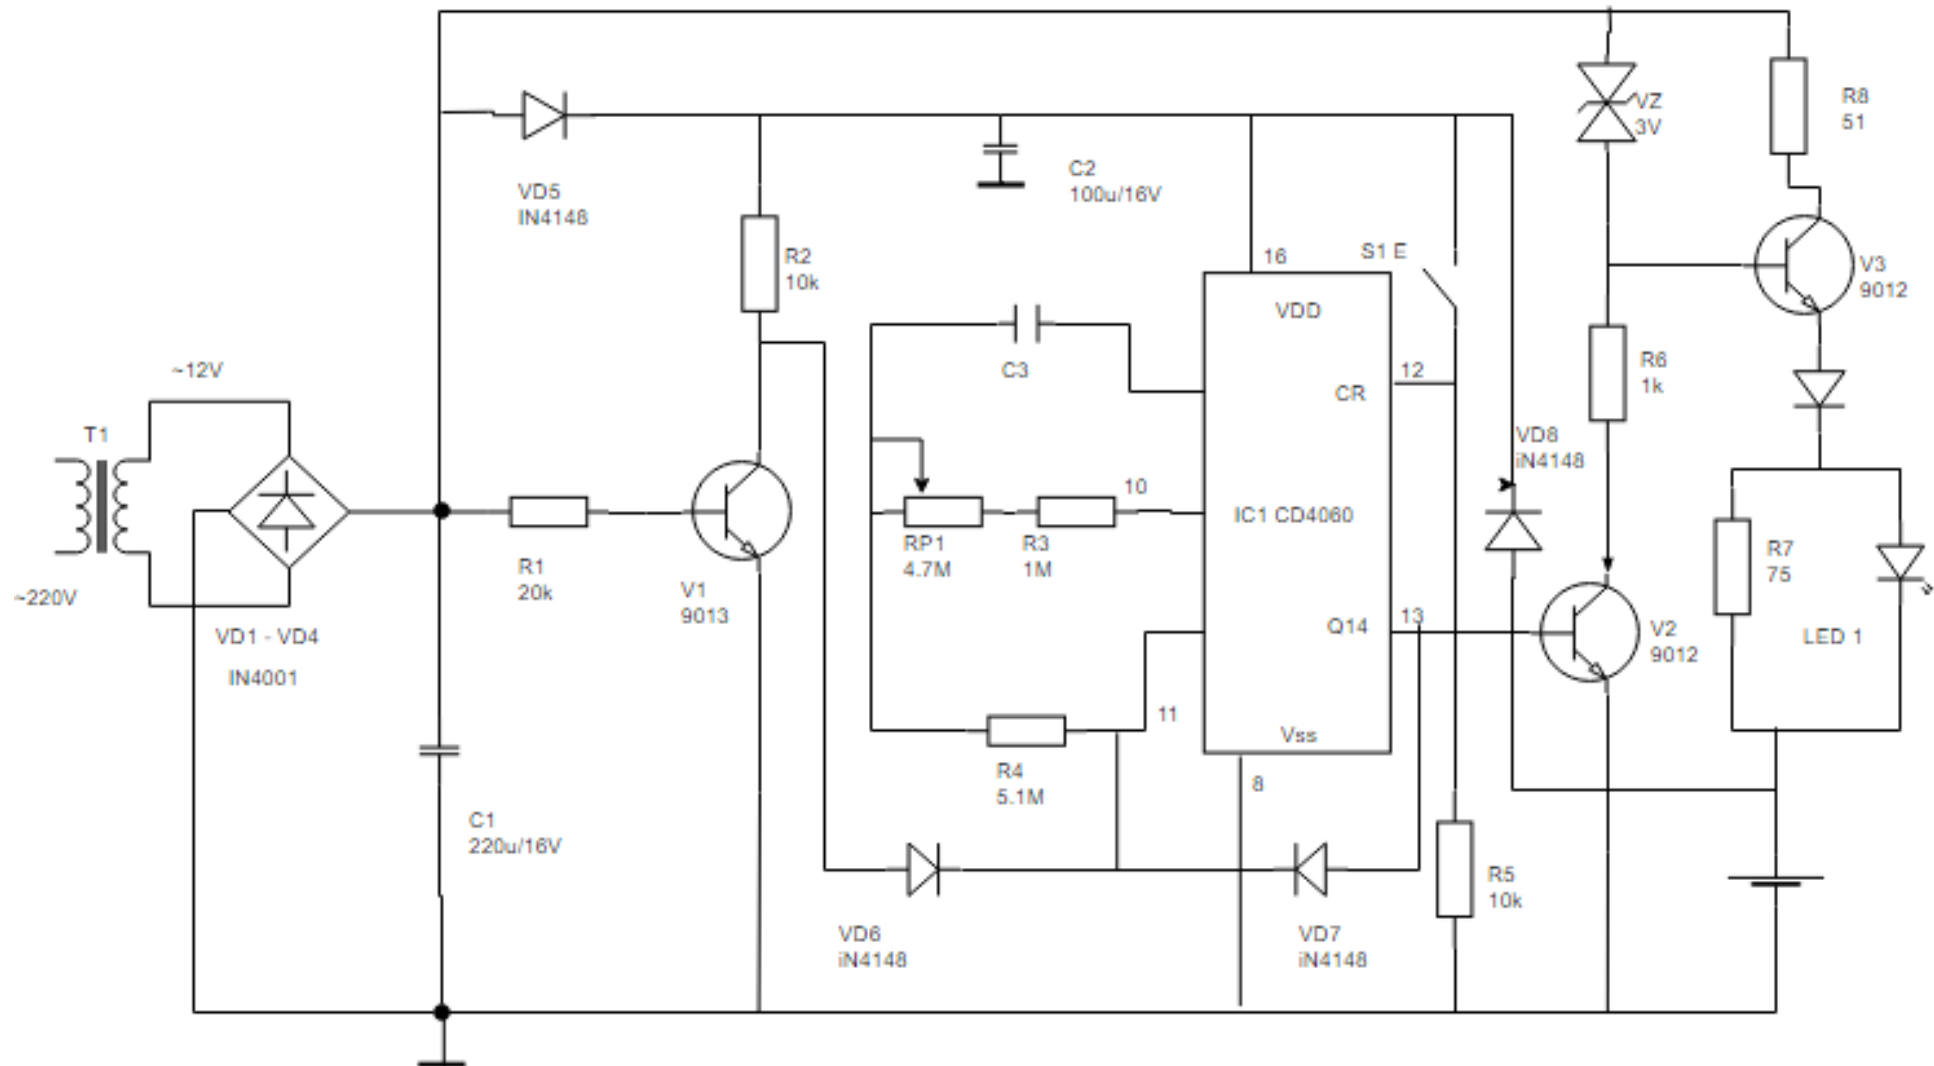 ~12V
T1
~220V
VD1 - VD4
IN4001
VD5
IN4148
R1
20k
C1
220u/16V
V1
9013
R2
10k
C2
100u/16V
C3
RP1
4.7M
R3
1M
10
R4
5.1M
11
VD6
iN4148
16
VDD
CR
12
IC1 CD4060
Q14
13
Vss
8
S1 E
VD7
iN4148
R5
10k
VD8
iN4148
VZ
3V
R6
1k
V2
9012
R8
51
V3
9012
R7
75
LED 1